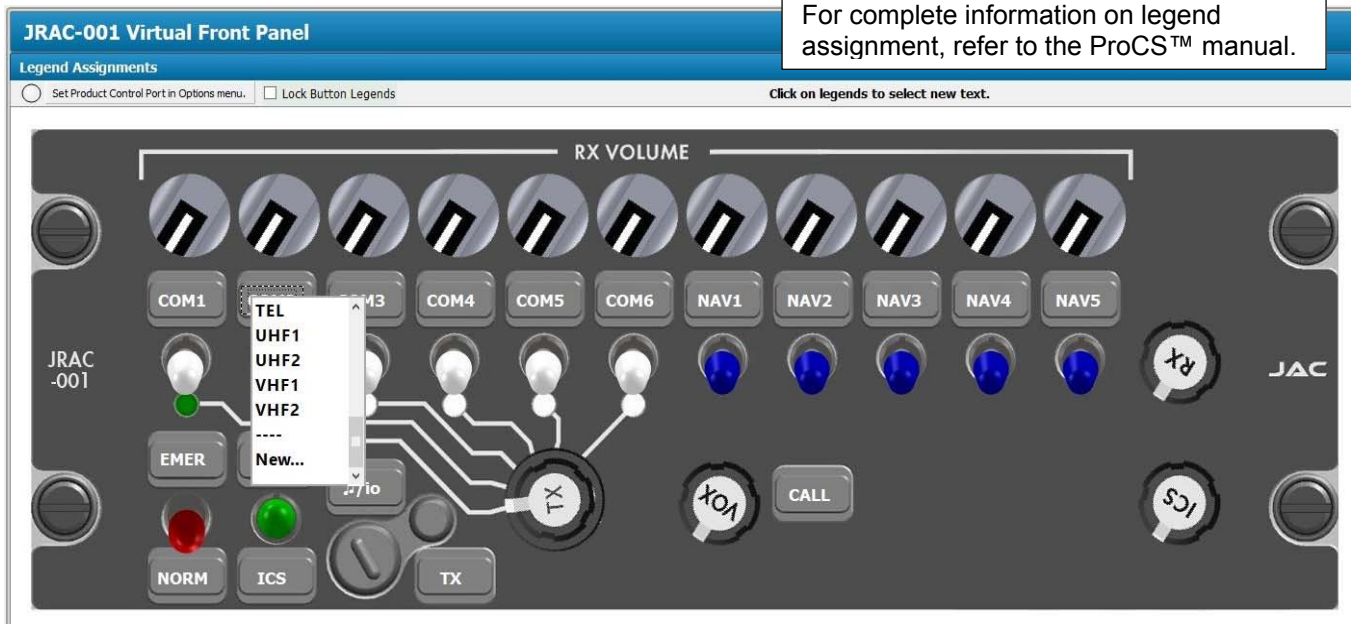 For complete information on legend
assignment, refer to the ProCS™ manual.
JRAC-001 Virtual Front Panel
Legend Assignments
Set Product Control Port in Options menu. Lock Button Legends Click on legends to select new text.
RX VOLUME
COM1 COM4 COM5 COM6 NAV1 NAV2 NAV3 NAV4 NAV5
TEL
UHF1
UHF2
VHF1
VHF2
----
New...
JRAC
-001
RX
JAC
EMER
♫/io
TX
VOX
CALL
ICS
NORM ICS TX